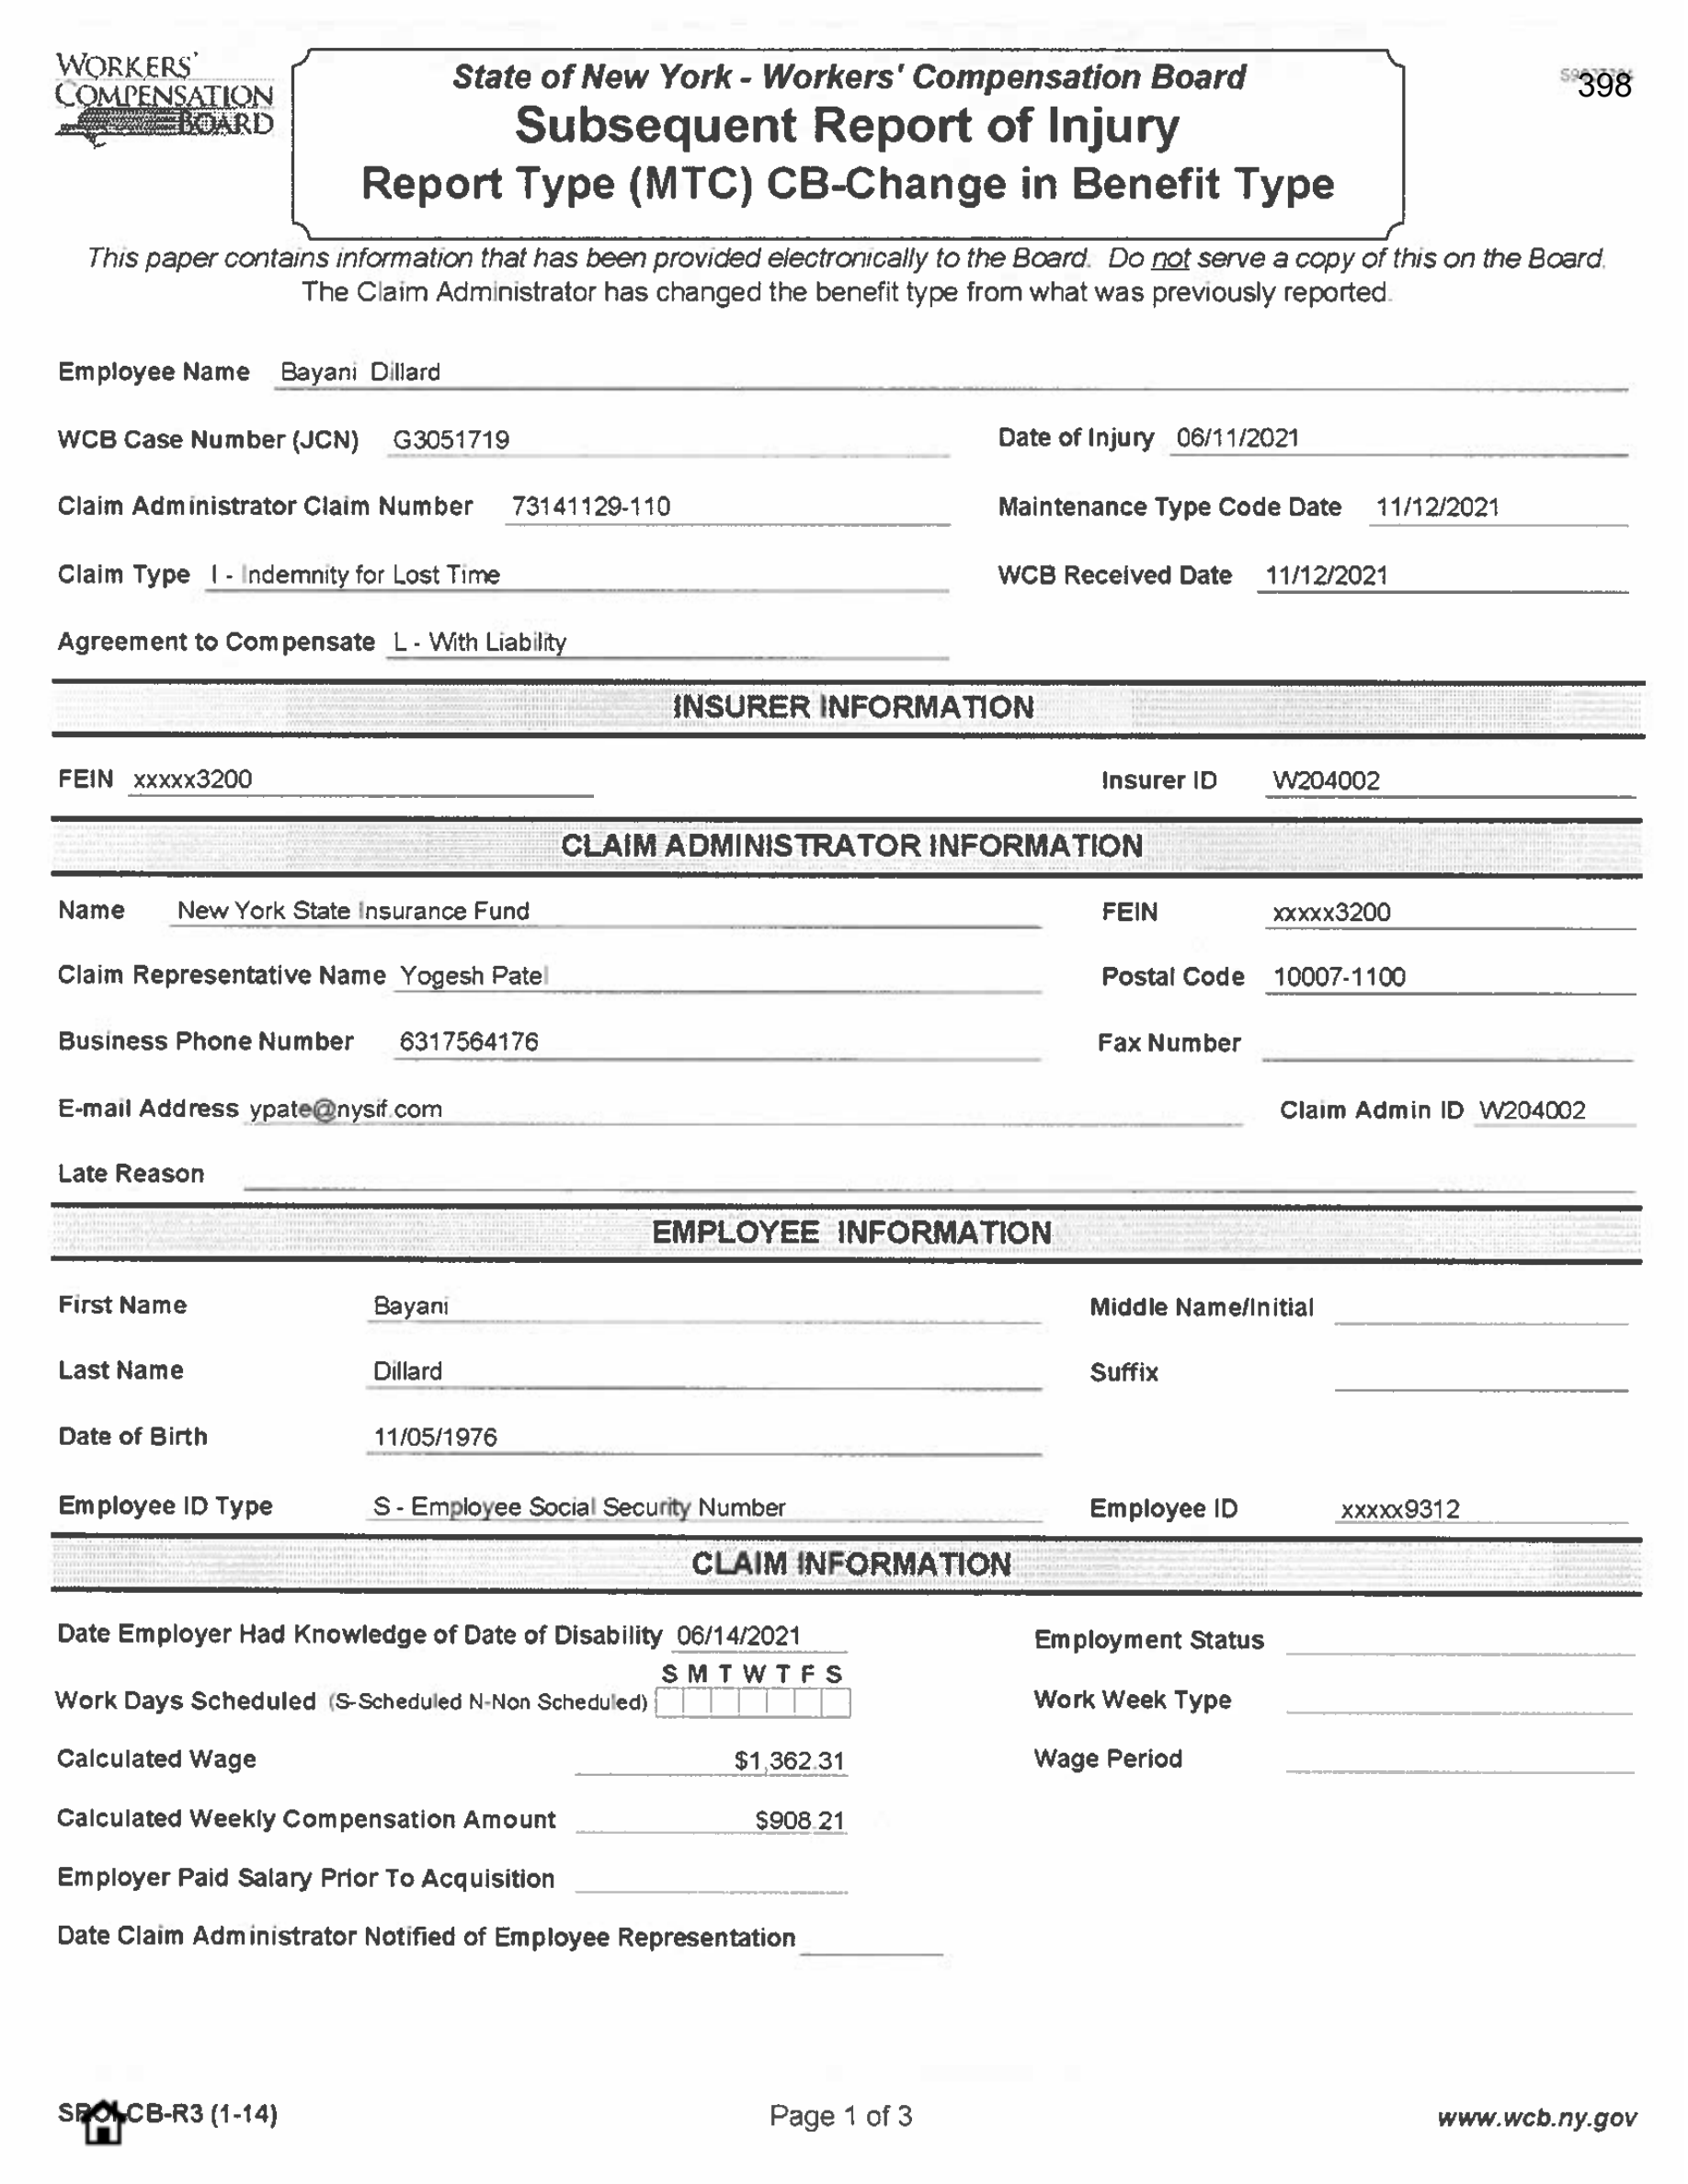 WORKERS'
COMPENSATION
BOARD
State of New York - Workers' Compensation Board
398
Subsequent Report of Injury
Report Type (MTC) CB-Change in Benefit Type
This paper contains information that has been provided electronically to the Board. Do not serve a copy of this on the Board.
The Claim Administrator has changed the benefit type from what was previously reported.
Employee Name Bayani Dillard
WCB Case Number (JCN) G3051719 Date of Injury 06/11/2021
Claim Administrator Claim Number 73141129-110 Maintenance Type Code Date 11/12/2021
Claim Type I - Indemnity for Lost Time WCB Received Date 11/12/2021
Agreement to Compensate L - With Liability
INSURER INFORMATION
FEIN xxxxx3200 Insurer ID W204002
CLAIM ADMINISTRATOR INFORMATION
Name New York State Insurance Fund FEIN xxxxx3200
Claim Representative Name Yogesh Patel Postal Code 10007-1100
Business Phone Number 6317564176 Fax Number
E-mail Address ypate@nysif.com Claim Admin ID W204002
Late Reason
EMPLOYEE INFORMATION
First Name Bayani Middle Name/Initial
Last Name Dillard Suffix
Date of Birth 11/05/1976
Employee ID Type S - Employee Social Security Number Employee ID xxxxx9312
CLAIM INFORMATION
Date Employer Had Knowledge of Date of Disability 06/14/2021 Employment Status
S M T W T F S
Work Days Scheduled (S-Scheduled N-Non Scheduled) Work Week Type
Calculated Wage $1,362.31 Wage Period
Calculated Weekly Compensation Amount $908.21
Employer Paid Salary Prior To Acquisition
Date Claim Administrator Notified of Employee Representation
CB-R3 (1-14) Page 1 of 3 www.wcb.ny.gov